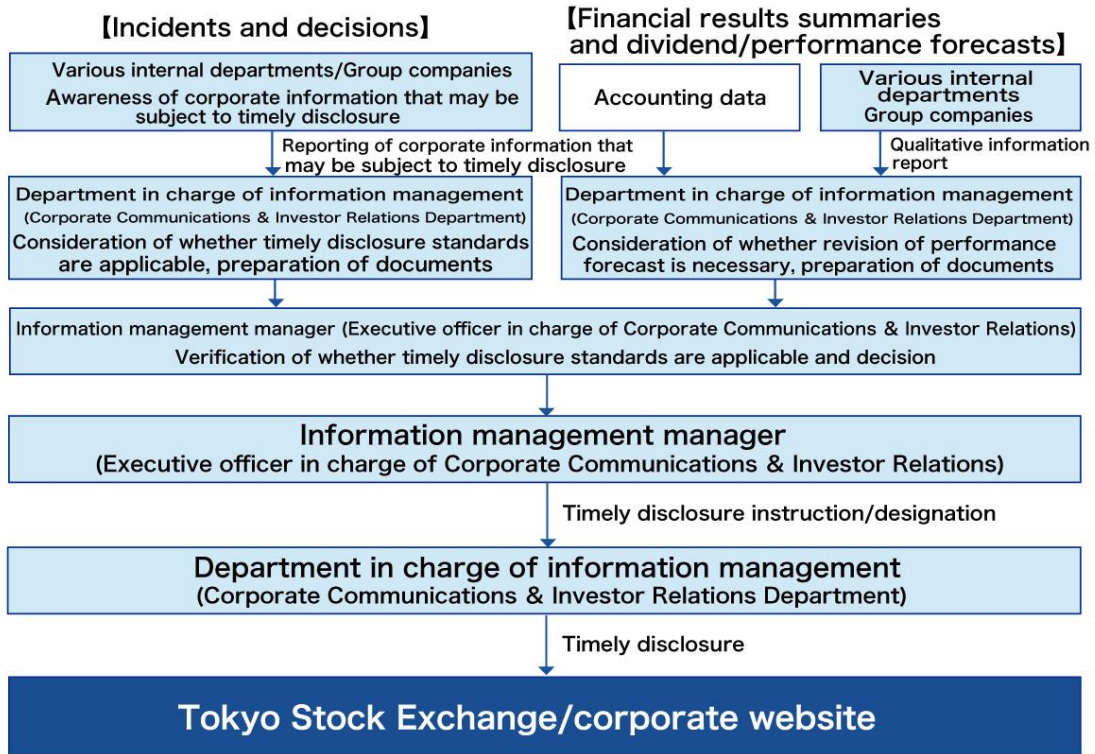 【Incidents and decisions】
【Financial results summaries
and dividend/performance forecasts】
Various internal departments/Group companies
Awareness of corporate information that may be
subject to timely disclosure
Accounting data
Various internal
departments
Group companies
Reporting of corporate information that
may be subject to timely disclosure
Qualitative information
report
Department in charge of information management
(Corporate Communications & Investor Relations Department)
Consideration of whether timely disclosure standards
are applicable, preparation of documents
Department in charge of information management
(Corporate Communications & Investor Relations Department)
Consideration of whether revision of performance
forecast is necessary, preparation of documents
Information management manager (Executive officer in charge of Corporate Communications & Investor Relations)
Verification of whether timely disclosure standards are applicable and decision
Information management manager
(Executive officer in charge of Corporate Communications & Investor Relations)
Timely disclosure instruction/designation
Department in charge of information management
(Corporate Communications & Investor Relations Department)
Timely disclosure
Tokyo Stock Exchange/corporate website